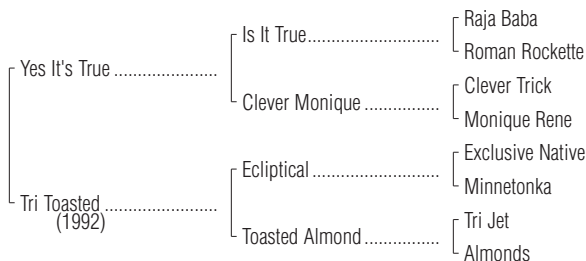 Raja Baba
Is It True
Roman Rockette
Yes It's True
Clever Trick
Clever Monique
Monique Rene
Exclusive Native
Ecliptical
Minnetonka
Tri Toasted
(1992)
Tri Jet
Toasted Almond
Almonds